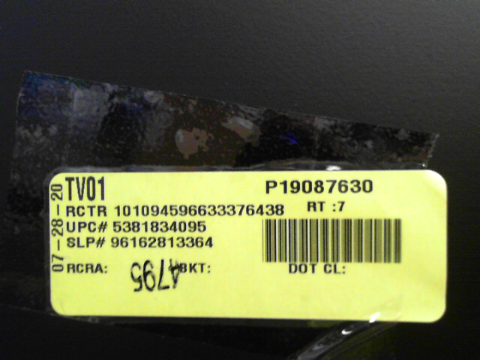 07-28-20
TV01 P19087630
RCTR 101094596633376438 RT :7
UPC# 5381834095
SLP# 96162813364
RCRA: BKT: DOT CL:
4795